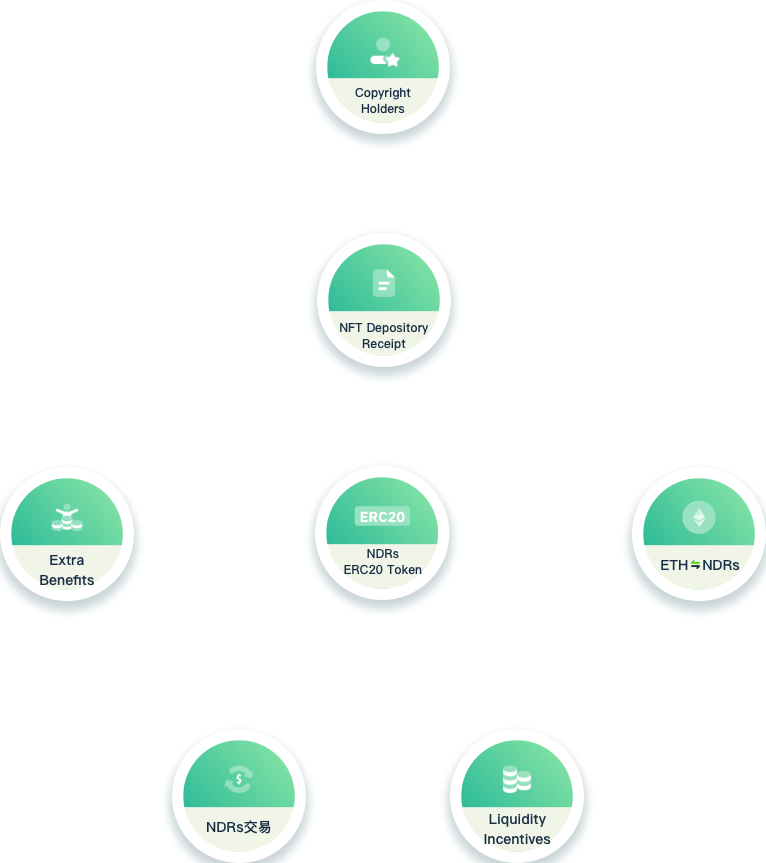 Copyright
Holders
NFT Depository
Receipt
Extra
Benefits
ERC20
NDRs
ERC20 Token
ETH⇋NDRs
$
NDRs交易
Liquidity
Incentives